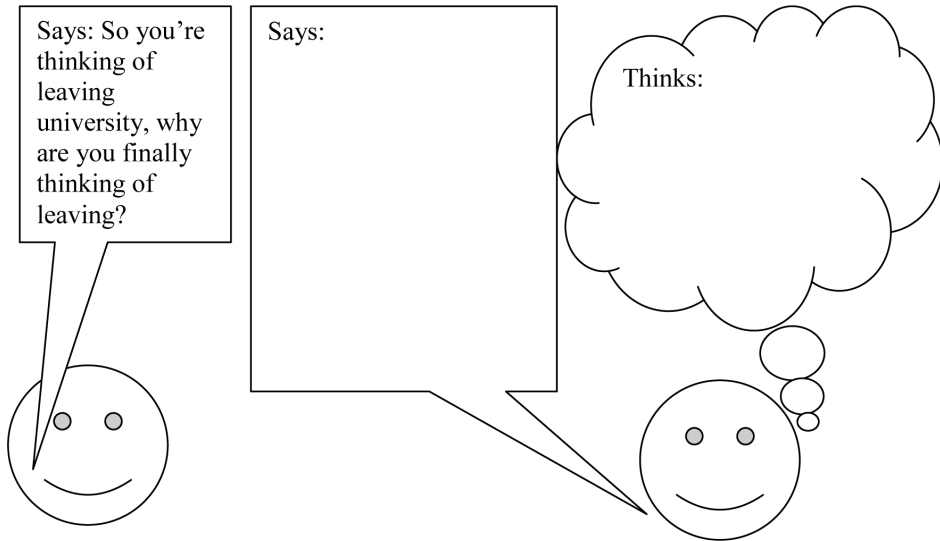 Says: So you’re
thinking of
leaving
university, why
are you finally
thinking of
leaving?
Says:
Thinks: